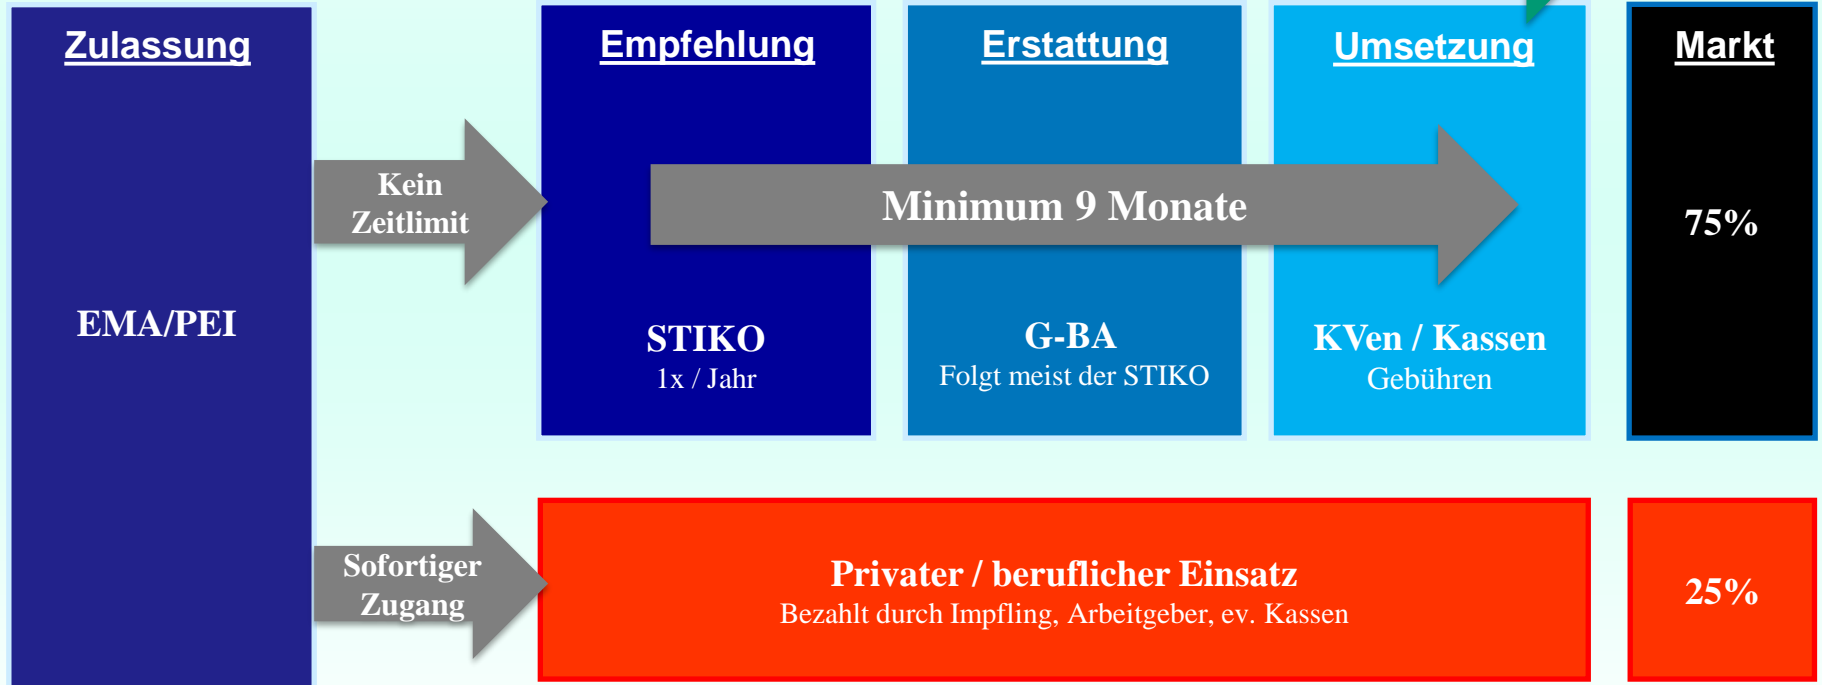 Zulassung
EMA/PEI
Kein
Zeitlimit
Empfehlung
Erstattung
Umsetzung
Markt
Minimum 9 Monate
75%
STIKO
1x / Jahr
G-BA
Folgt meist der STIKO
KVen / Kassen
Gebühren
Sofortiger
Zugang
Privater / beruflicher Einsatz
Bezahlt durch Impfling, Arbeitgeber, ev. Kassen
25%